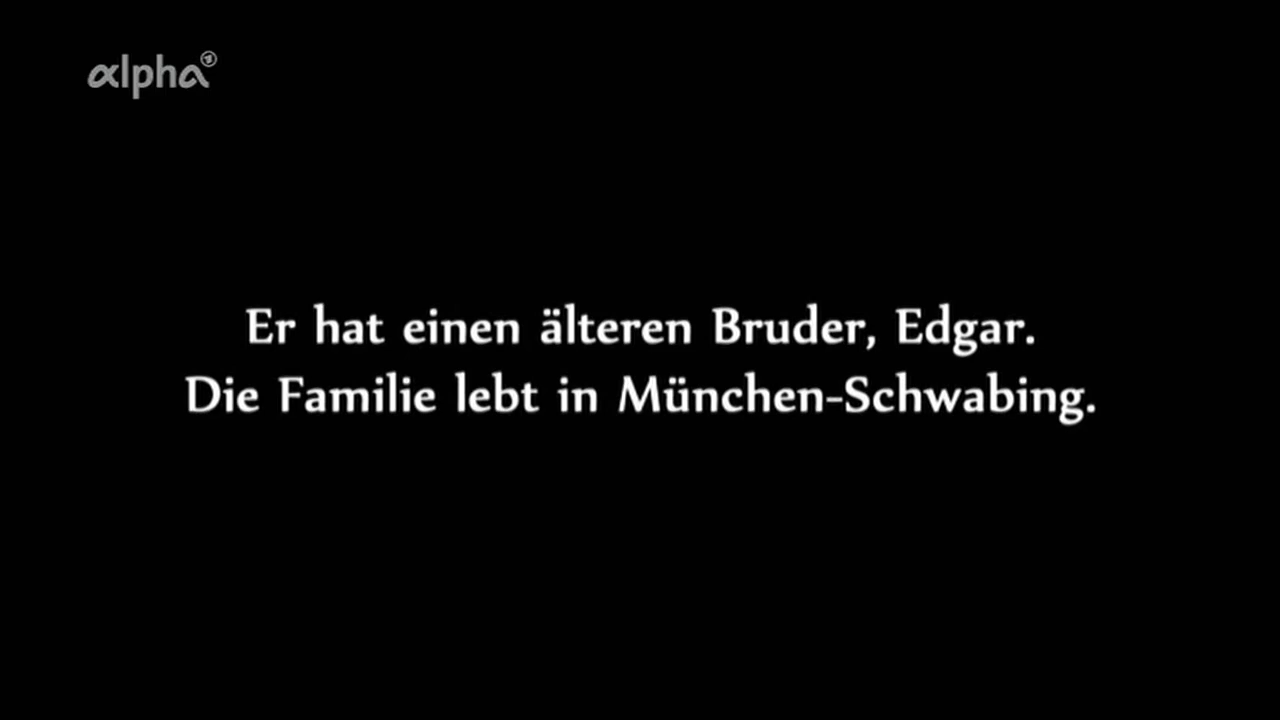 alpha
Er hat einen älteren Bruder, Edgar.
Die Familie lebt in München-Schwabing.